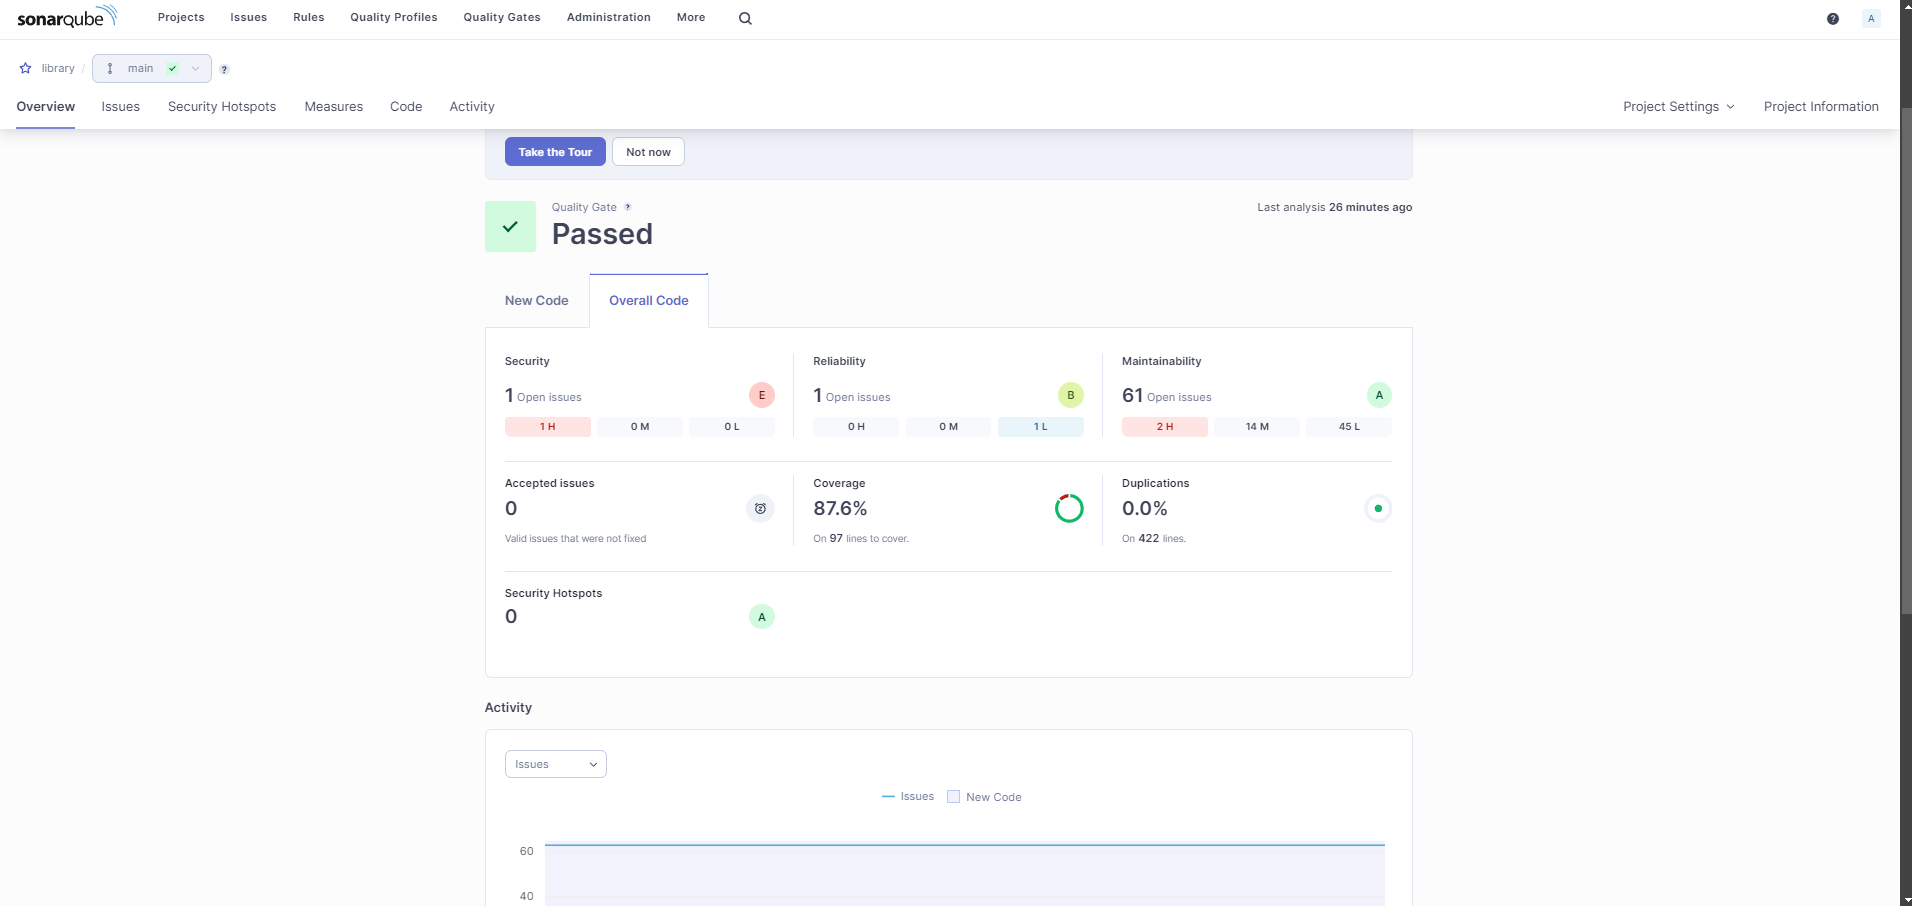 sonarqube
Projects Issues Rules Quality Profiles Quality Gates Administration More
? A
library / main ?
Overview Issues Security Hotspots Measures Code Activity Project Settings Project Information
Take the Tour Not now
Quality Gate ? Last analysis 26 minutes ago
Passed
New Code Overall Code
Security Reliability Maintainability
1 Open issues E 1 Open issues B 61 Open issues A
1 H 0 M 0 L 0 H 0 M 1 L 2 H 14 M 45 L
Accepted issues Coverage Duplications
0 87.6% 0.0%
Valid issues that were not fixed On 97 lines to cover. On 422 lines.
Security Hotspots
0 A
Activity
Issues
Issues New Code
60
40